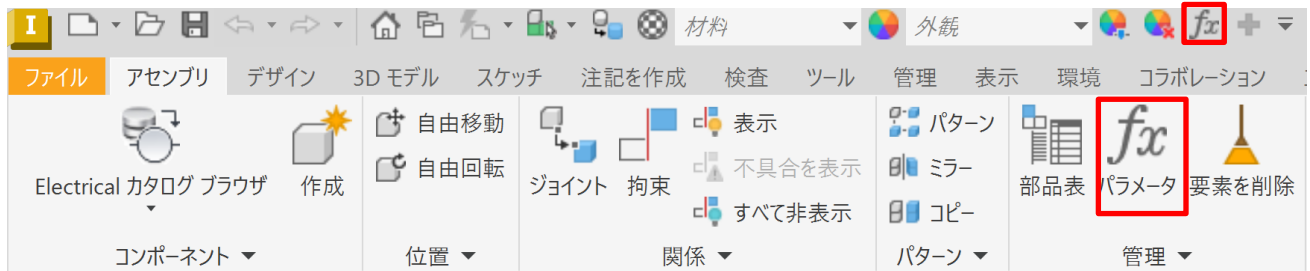 I 材料 外観 fx
ファイル アセンブリ デザイン 3D モデル スケッチ 注記を作成 検査 ツール 管理 表示 環境 コラボレーション
自由移動 表示 パターン fx
自由回転 不具合を表示 ミラー
Electrical カタログ ブラウザ 作成 ジョイント 拘束 部品表 パラメータ 要素を削除
すべて非表示 コピー
コンポーネント 位置 関係 パターン 管理